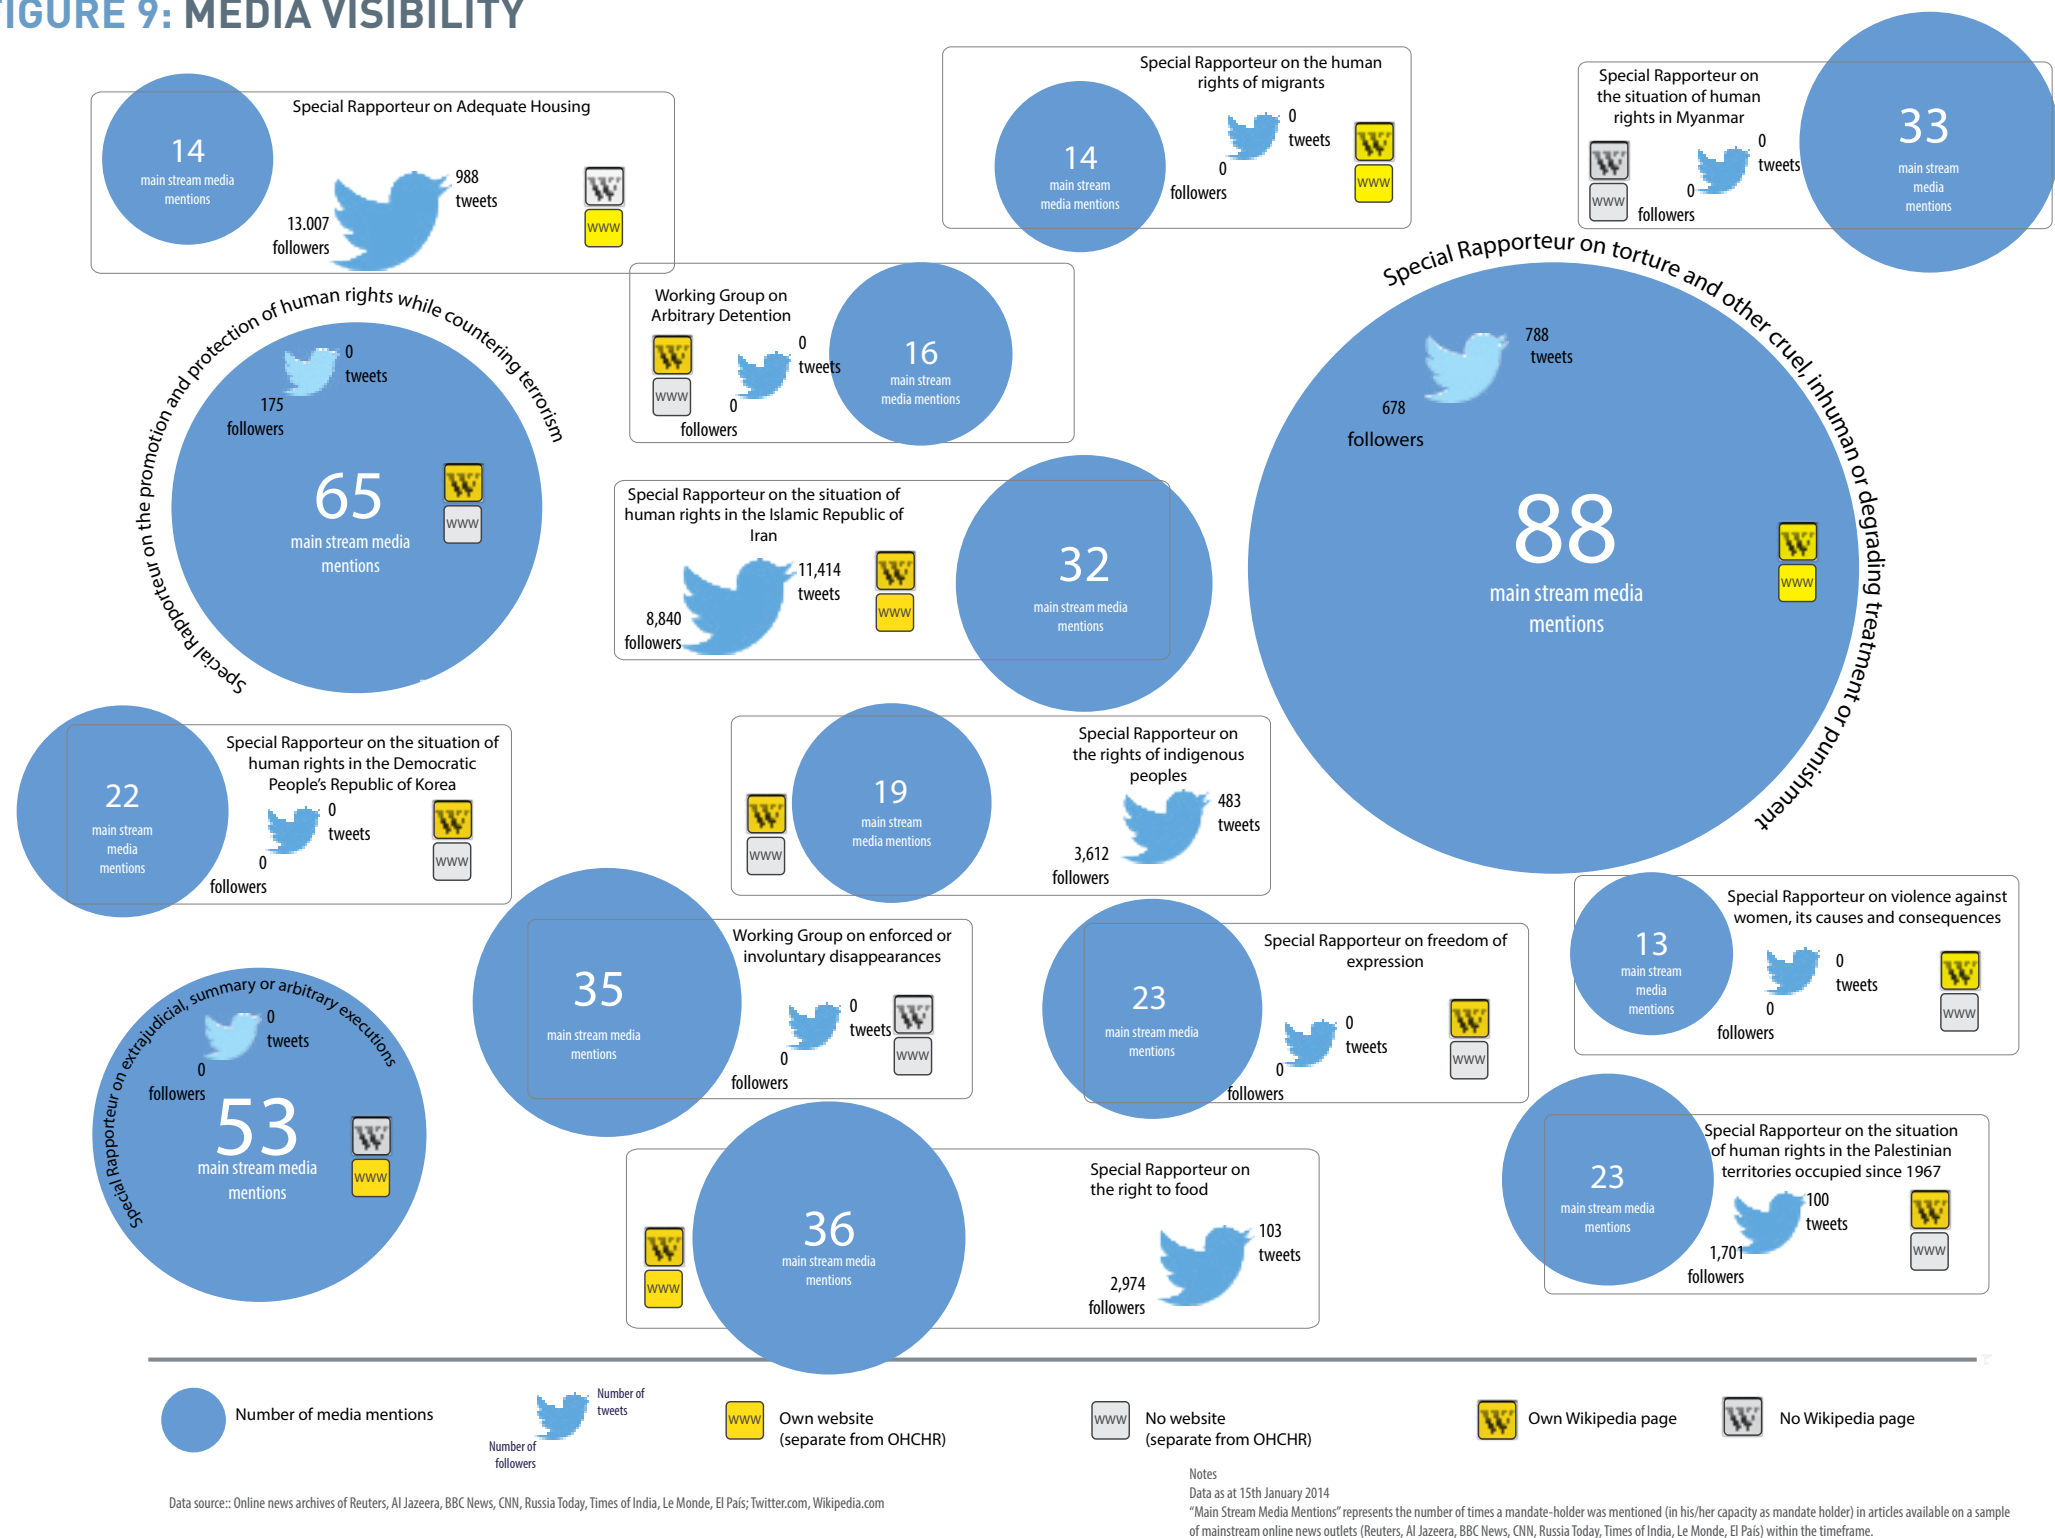 FIGURE 9: MEDIA VISIBILITY
Special Rapporteur on Adequate Housing
14
main stream media
mentions
988
tweets
13.007
followers
W
www
Special Rapporteur on the human
rights of migrants
14
main stream
media mentions
0
tweets
0
followers
W
www
Special Rapporteur on
the situation of human
rights in Myanmar
0
tweets
0
followers
W
www
33
main stream
media
mentions
Special Rapporteur on the promotion and protection of human rights while countering terrorism
0
tweets
175
followers
65
main stream media
mentions
W
www
Working Group on
Arbitrary Detention
0
tweets
0
followers
W
www
16
main stream
media mentions
Special Rapporteur on torture and other cruel, inhuman or degrading treatment or punishment
788
tweets
678
followers
88
main stream media
mentions
W
www
Special Rapporteur on the situation of
human rights in the Islamic Republic of
Iran
11,414
tweets
8,840
followers
W
www
32
main stream media
mentions
22
main stream
media
mentions
Special Rapporteur on the situation of
human rights in the Democratic
People's Republic of Korea
0
tweets
0
followers
W
www
W
www
19
main stream
media mentions
Special Rapporteur on
the rights of indigenous
peoples
483
tweets
3,612
followers
35
main stream media
mentions
Working Group on enforced or
involuntary disappearances
0
tweets
0
followers
W
www
23
main stream media
mentions
Special Rapporteur on freedom of
expression
0
tweets
0
followers
W
www
13
main stream
media
mentions
Special Rapporteur on violence against
women, its causes and consequences
0
tweets
0
followers
W
www
Special Rapporteur on extrajudicial, summary or arbitrary executions
0
tweets
0
followers
53
main stream media
mentions
W
www
W
www
36
main stream media
mentions
Special Rapporteur on
the right to food
103
tweets
2,974
followers
23
main stream media
mentions
Special Rapporteur on the situation
of human rights in the Palestinian
territories occupied since 1967
100
tweets
1,701
followers
W
www
Number of media mentions
Number of
tweets
Number of
followers
www
Own website
(separate from OHCHR)
www
No website
(separate from OHCHR)
W
Own Wikipedia page
W
No Wikipedia page
Data source:: Online news archives of Reuters, Al Jazeera, BBC News, CNN, Russia Today, Times of India, Le Monde, El País; Twitter.com, Wikipedia.com
Notes
Data as at 15th January 2014
"Main Stream Media Mentions" represents the number of times a mandate-holder was mentioned (in his/her capacity as mandate holder) in articles available on a sample
of mainstream online news outlets (Reuters, Al Jazeera, BBC News, CNN, Russia Today, Times of India, Le Monde, El País) within the timeframe.